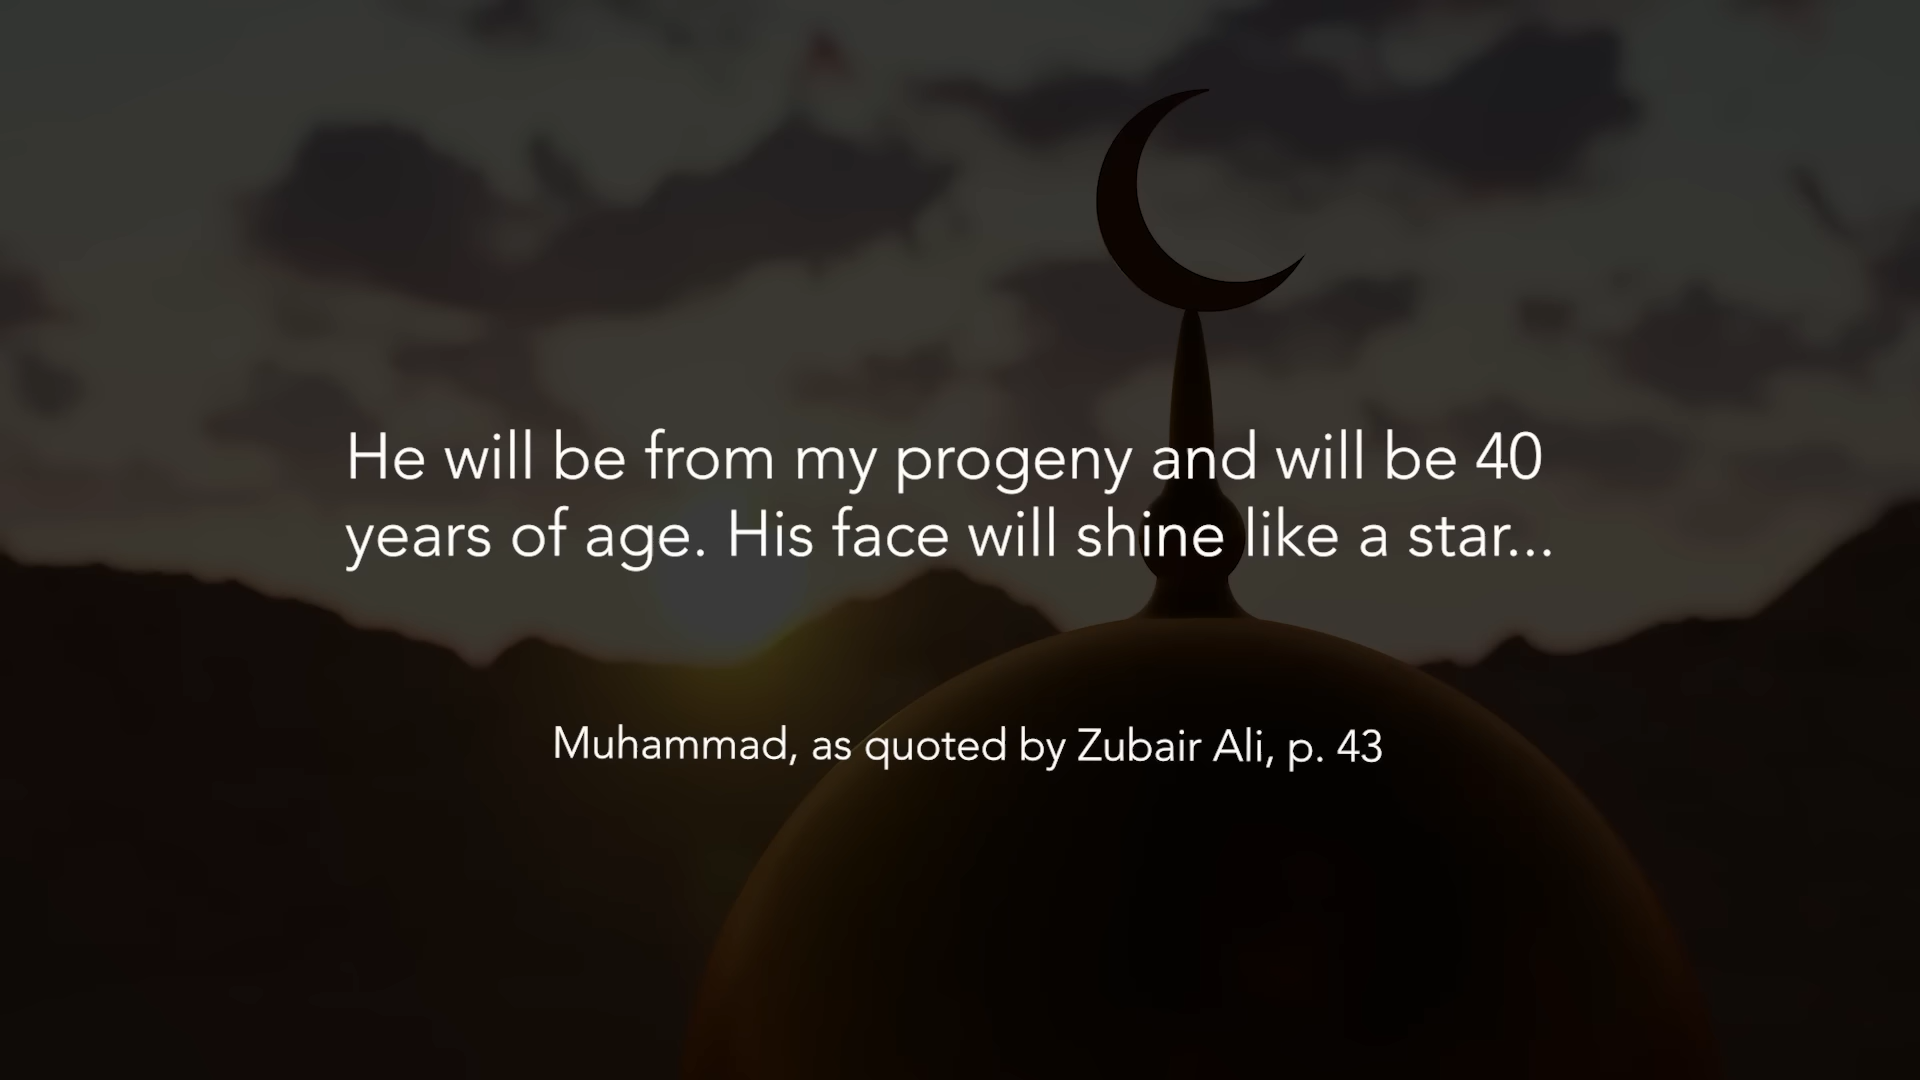 He will be from my progeny and will be 40
years of age. His face will shine like a star...
Muhammad, as quoted by Zubair Ali, p. 43